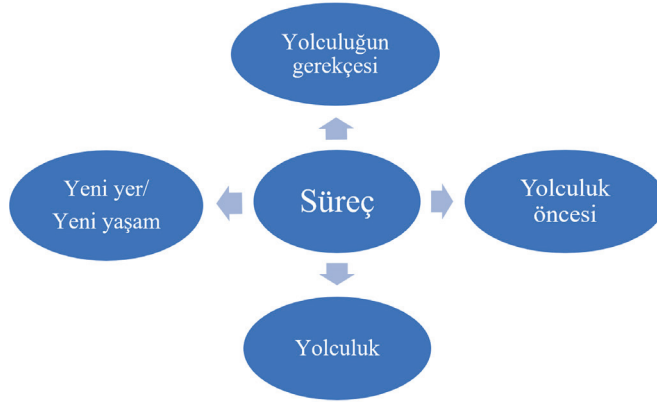 Yolculuğun
gerekçesi
Yeni yer/
Yeni yaşam
Süreç
Yolculuk
öncesi
Yolculuk